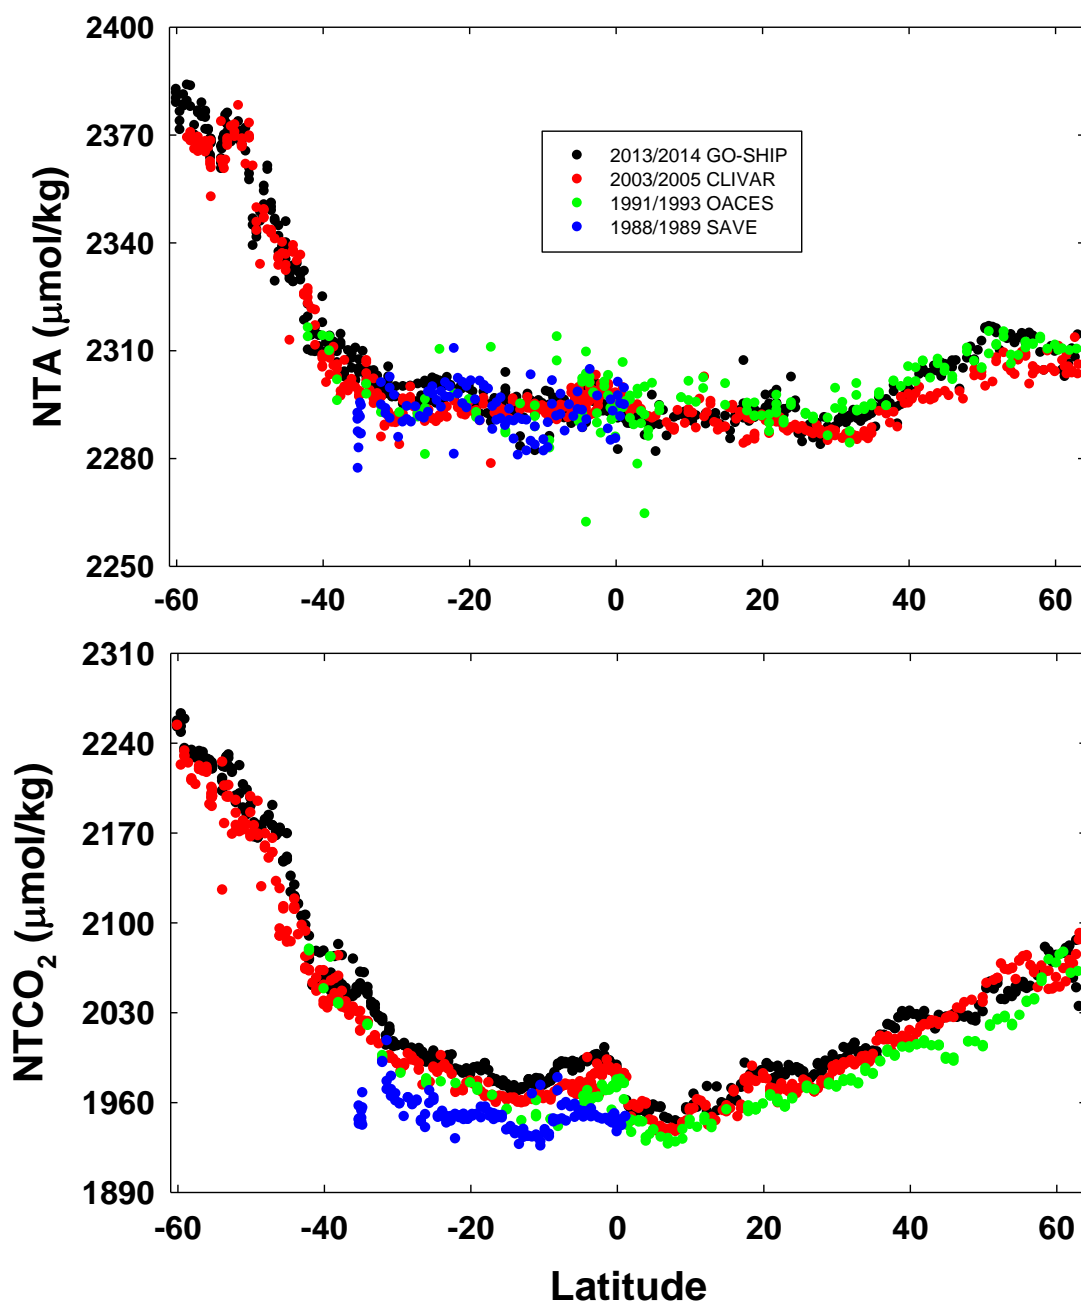 2400
2370
2340
2310
2280
2250
NTA (μmol/kg)
2013/2014 GO-SHIP
2003/2005 CLIVAR
1991/1993 OACES
1988/1989 SAVE
-60 -40 -20 0 20 40 60
2310
2240
2170
2100
2030
1960
1890
NTCO₂ (μmol/kg)
-60 -40 -20 0 20 40 60
Latitude